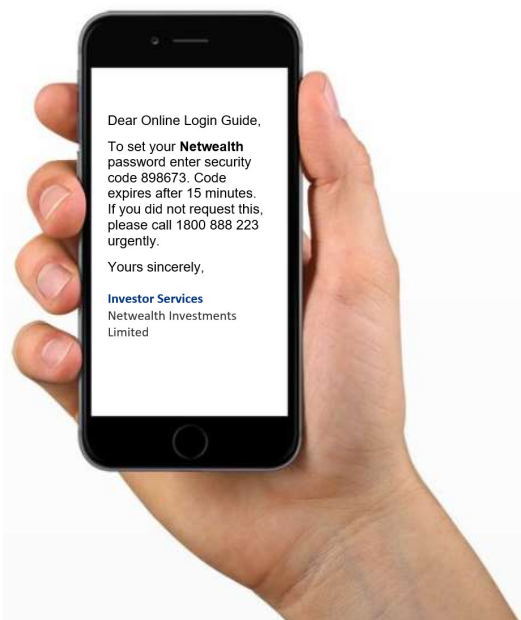 Dear Online Login Guide,
To set your Netwealth
password enter security
code 898673. Code
expires after 15 minutes.
If you did not request this,
please call 1800 888 223
urgently.
Yours sincerely,
Investor Services
Netwealth Investments
Limited